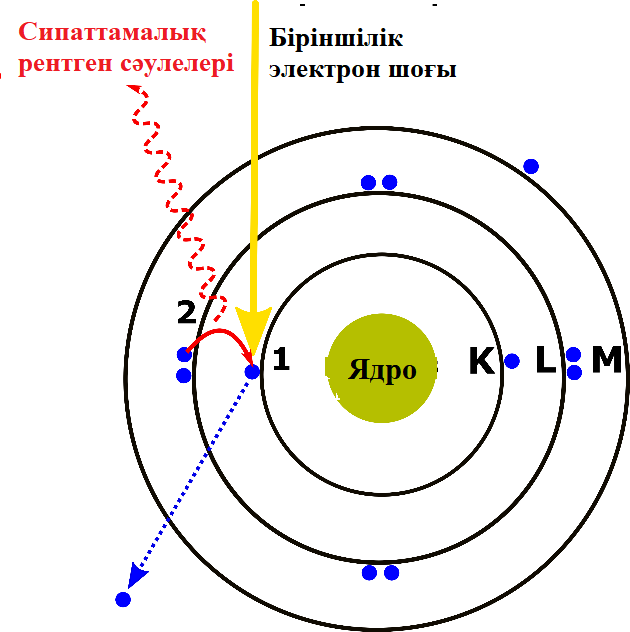 Сипаттамалық
рентген сәулелері
Біріншілік
электрон шоғы
2
1
Ядро
K
L
M